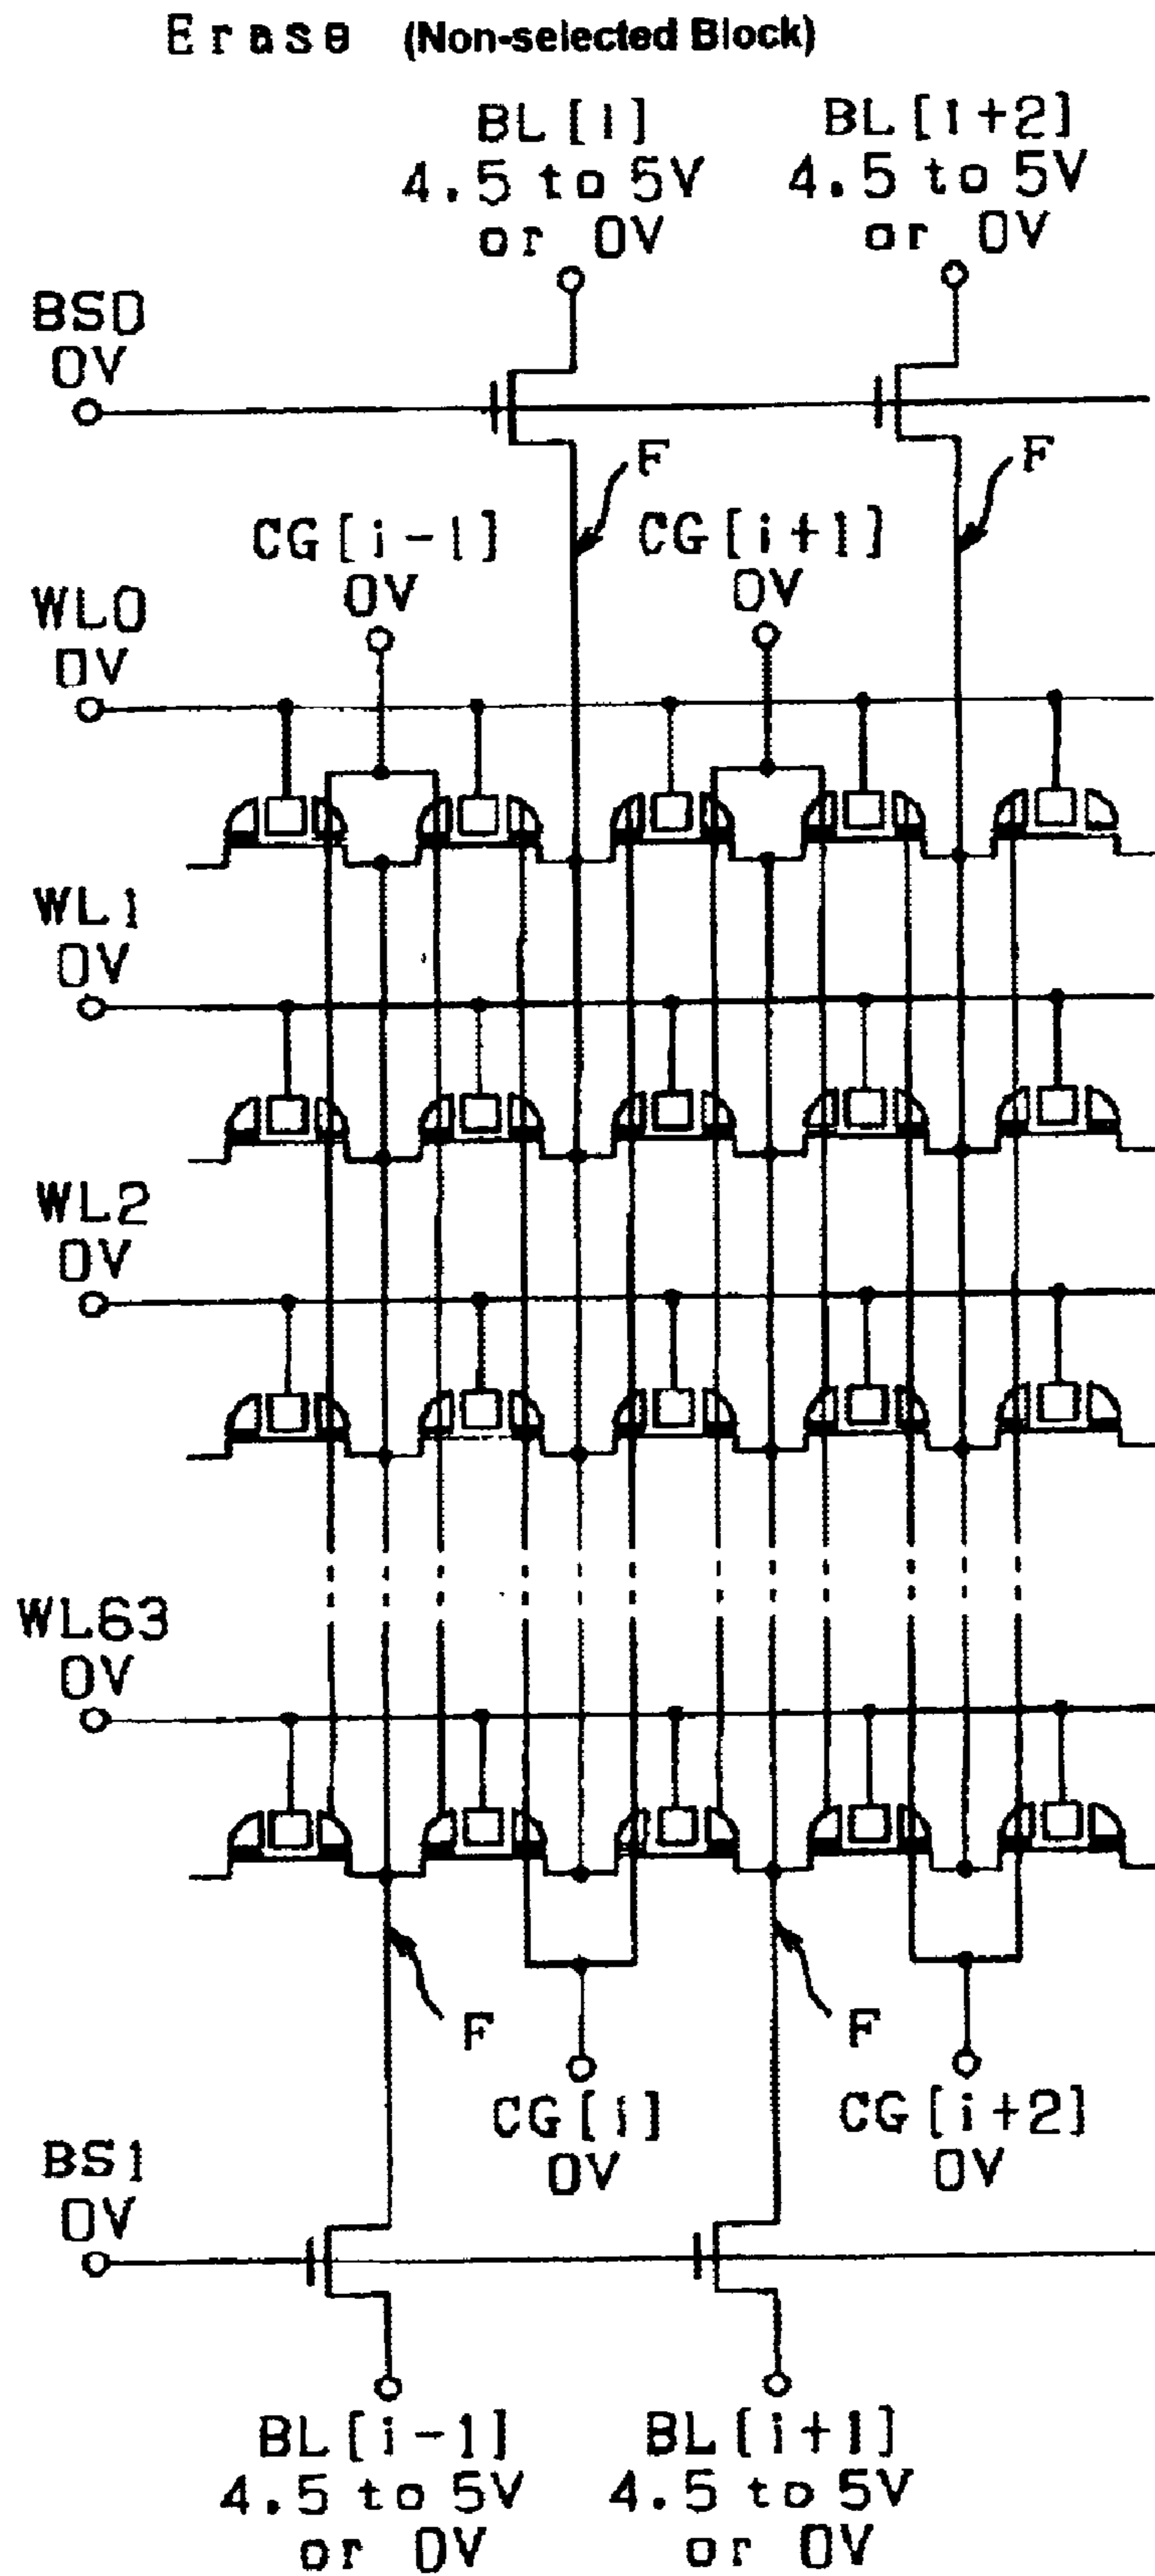 Erase (Non-selected Block)
BL[i] BL[i+2]
4.5 to 5V 4.5 to 5V
or 0V or 0V
BS0
0V
F F
CG[i-1] CG[i+1]
0V 0V
WL0
0V
WL1
0V
WL2
0V
WL63
0V
F F
CG[i] CG[i+2]
0V 0V
BS1
0V
BL[i-1] BL[i+1]
4.5 to 5V 4.5 to 5V
or 0V or 0V